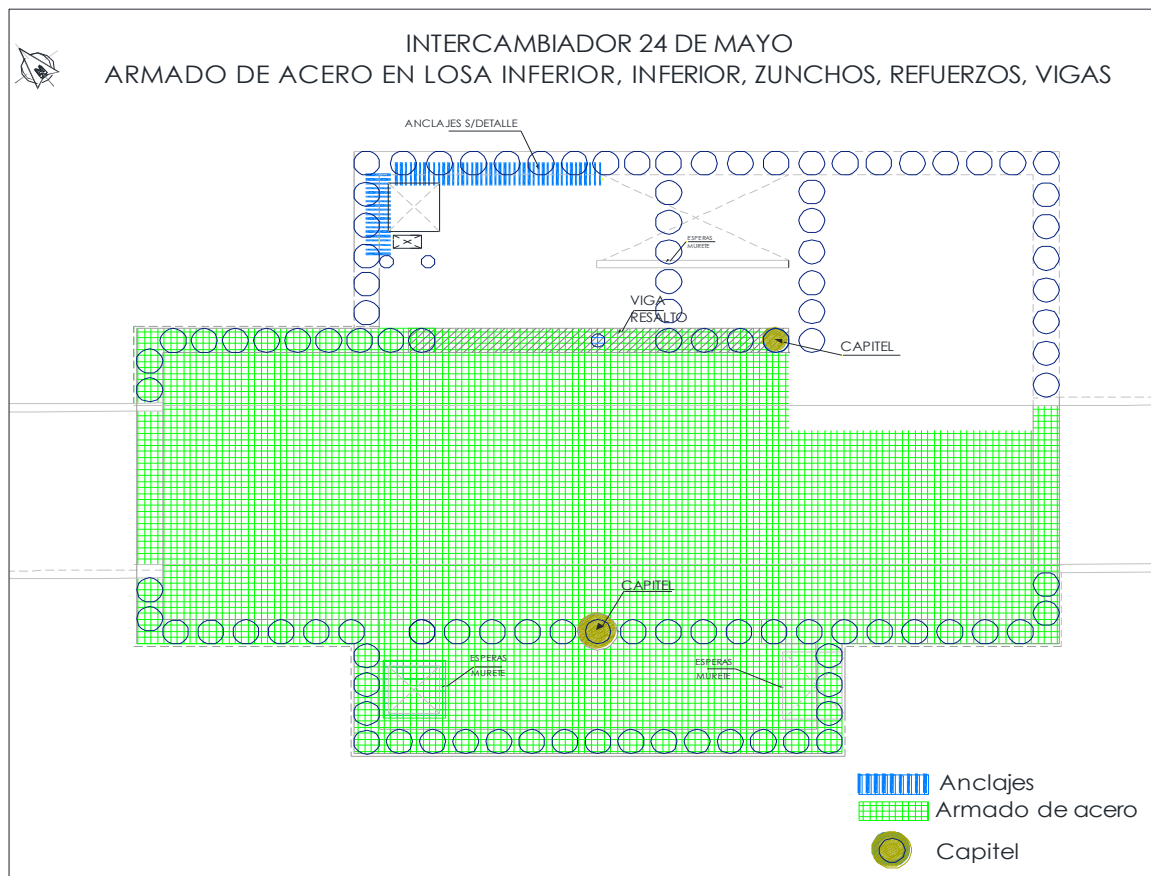 INTERCAMBIADOR 24 DE MAYO
ARMADO DE ACERO EN LOSA INFERIOR, INFERIOR, ZUNCHOS, REFUERZOS, VIGAS
ANCLAJES S/DETALLE
ESPERAS
MURETE
VIGA
RESALTO
CAPITEL
CAPITEL
ESPERAS
MURETE
ESPERAS
MURETE
Anclajes
Armado de acero
Capitel